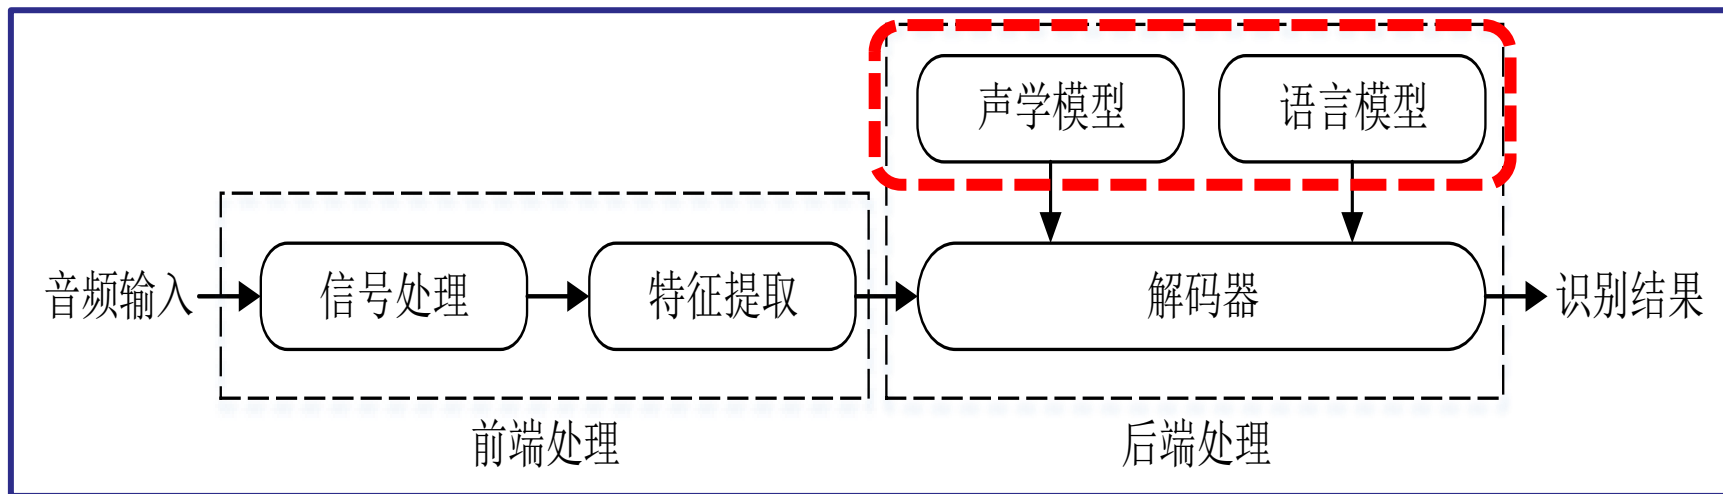 声学模型
语言模型
音频输入
信号处理
特征提取
解码器
识别结果
前端处理
后端处理